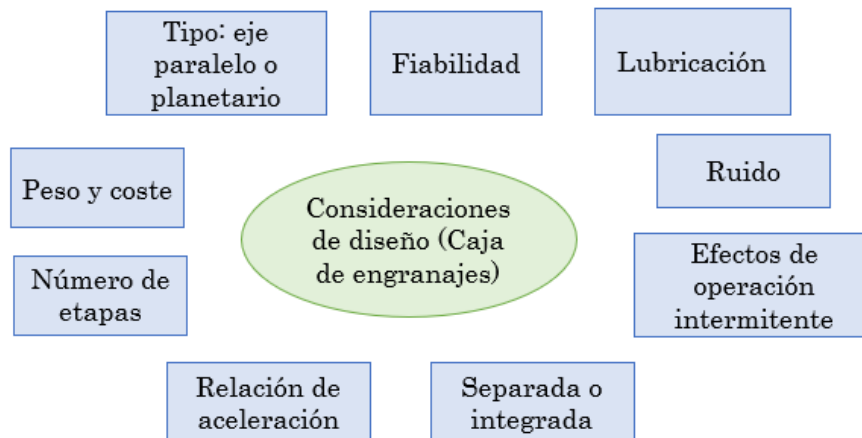 Tipo: eje
paralelo o
planetario
Fiabilidad
Lubricación
Peso y coste
Ruido
Consideraciones
de diseño (Caja
de engranajes)
Número de
etapas
Efectos de
operación
intermitente
Relación de
aceleración
Separada o
integrada